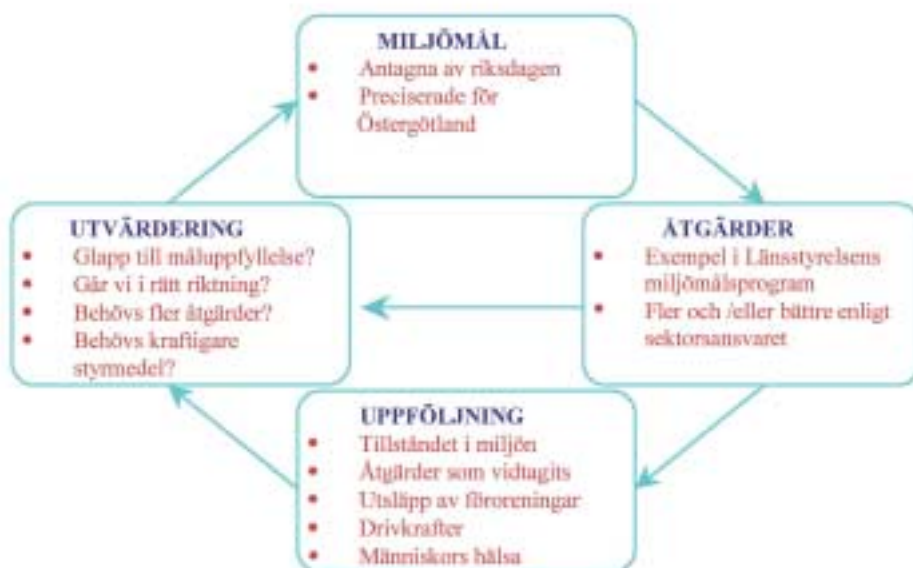 MILJÖMÅL
• Antagna av riksdagen
• Preciserade för
Östergötland
UTVÄRDERING
• Glapp till måluppfyllelse?
• Går vi i rätt riktning?
• Behövs fler åtgärder?
• Behövs kraftigare
styrmedel?
ÅTGÄRDER
• Exempel i Länsstyrelsens
miljömålsprogram
• Fler och /eller bättre enligt
sektorsansvaret
UPPFÖLJNING
• Tillståndet i miljön
• Åtgärder som vidtagits
• Utsläpp av föroreningar
• Drivkrafter
• Människors hälsa